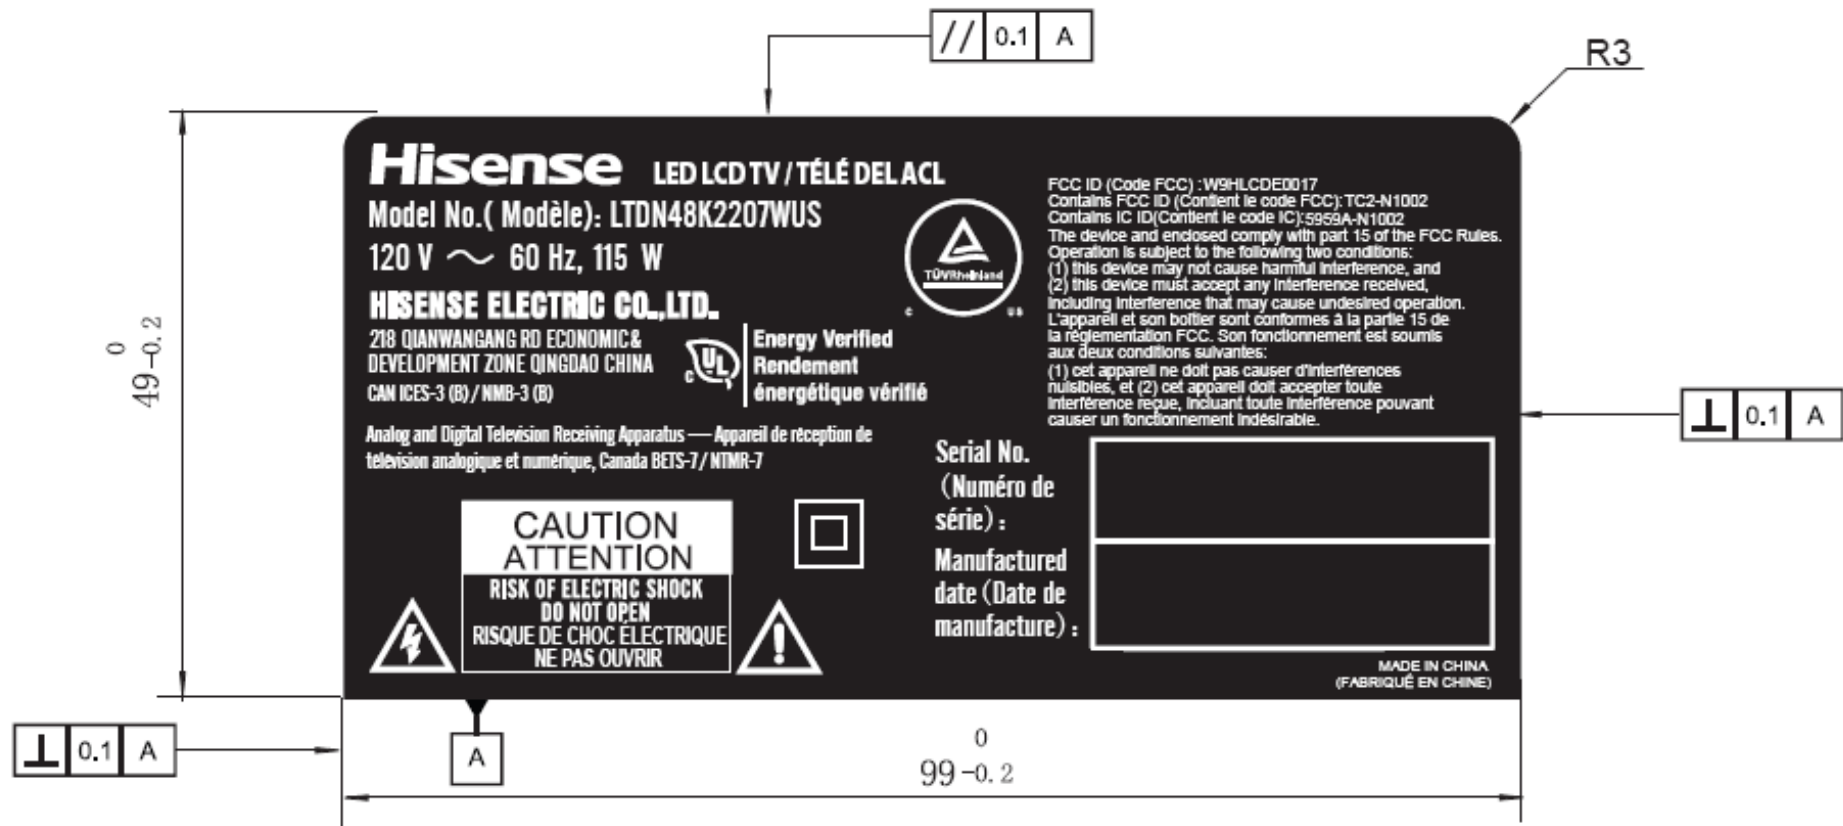 // 0.1 A
R3
Hisense LED LCD TV / TÉLÉ DEL ACL
Model No.( Modèle): LTDN48K2207WUS
120 V ～ 60 Hz, 115 W
HISENSE ELECTRIC CO.,LTD.
218 QIANWANGANG RD ECONOMIC &
DEVELOPMENT ZONE QINGDAO CHINA
CAN ICES-3 (B) / NMB-3 (B)
c UL
Energy Verified
Rendement
énergétique vérifié
TÜVRheinland
c US
FCC ID (Code FCC) : W9HLCDE0017
Contains FCC ID (Contient le code FCC): TC2-N1002
Contains IC ID(Contient le code IC): 5959A-N1002
The device and enclosed comply with part 15 of the FCC Rules.
Operation is subject to the following two conditions:
(1) this device may not cause harmful interference, and
(2) this device must accept any interference received,
including interference that may cause undesired operation.
L'appareil et son boîtier sont conformes à la partie 15 de
la réglementation FCC. Son fonctionnement est soumis
aux deux conditions suivantes:
(1) cet appareil ne doit pas causer d'interférences
nuisibles, et (2) cet appareil doit accepter toute
interférence reçue, incluant toute interférence pouvant
causer un fonctionnement indésirable.
Analog and Digital Television Receiving Apparatus — Appareil de réception de
télévision analogique et numérique, Canada BETS-7 / NTMR-7
Serial No.
(Numéro de
série) :
Manufactured
date (Date de
manufacture) :
CAUTION
ATTENTION
RISK OF ELECTRIC SHOCK
DO NOT OPEN
RISQUE DE CHOC ÉLECTRIQUE
NE PAS OUVRIR
MADE IN CHINA
(FABRIQUÉ EN CHINE)
0
49-0.2
⊥ 0.1 A
⊥ 0.1 A
A
0
99-0.2